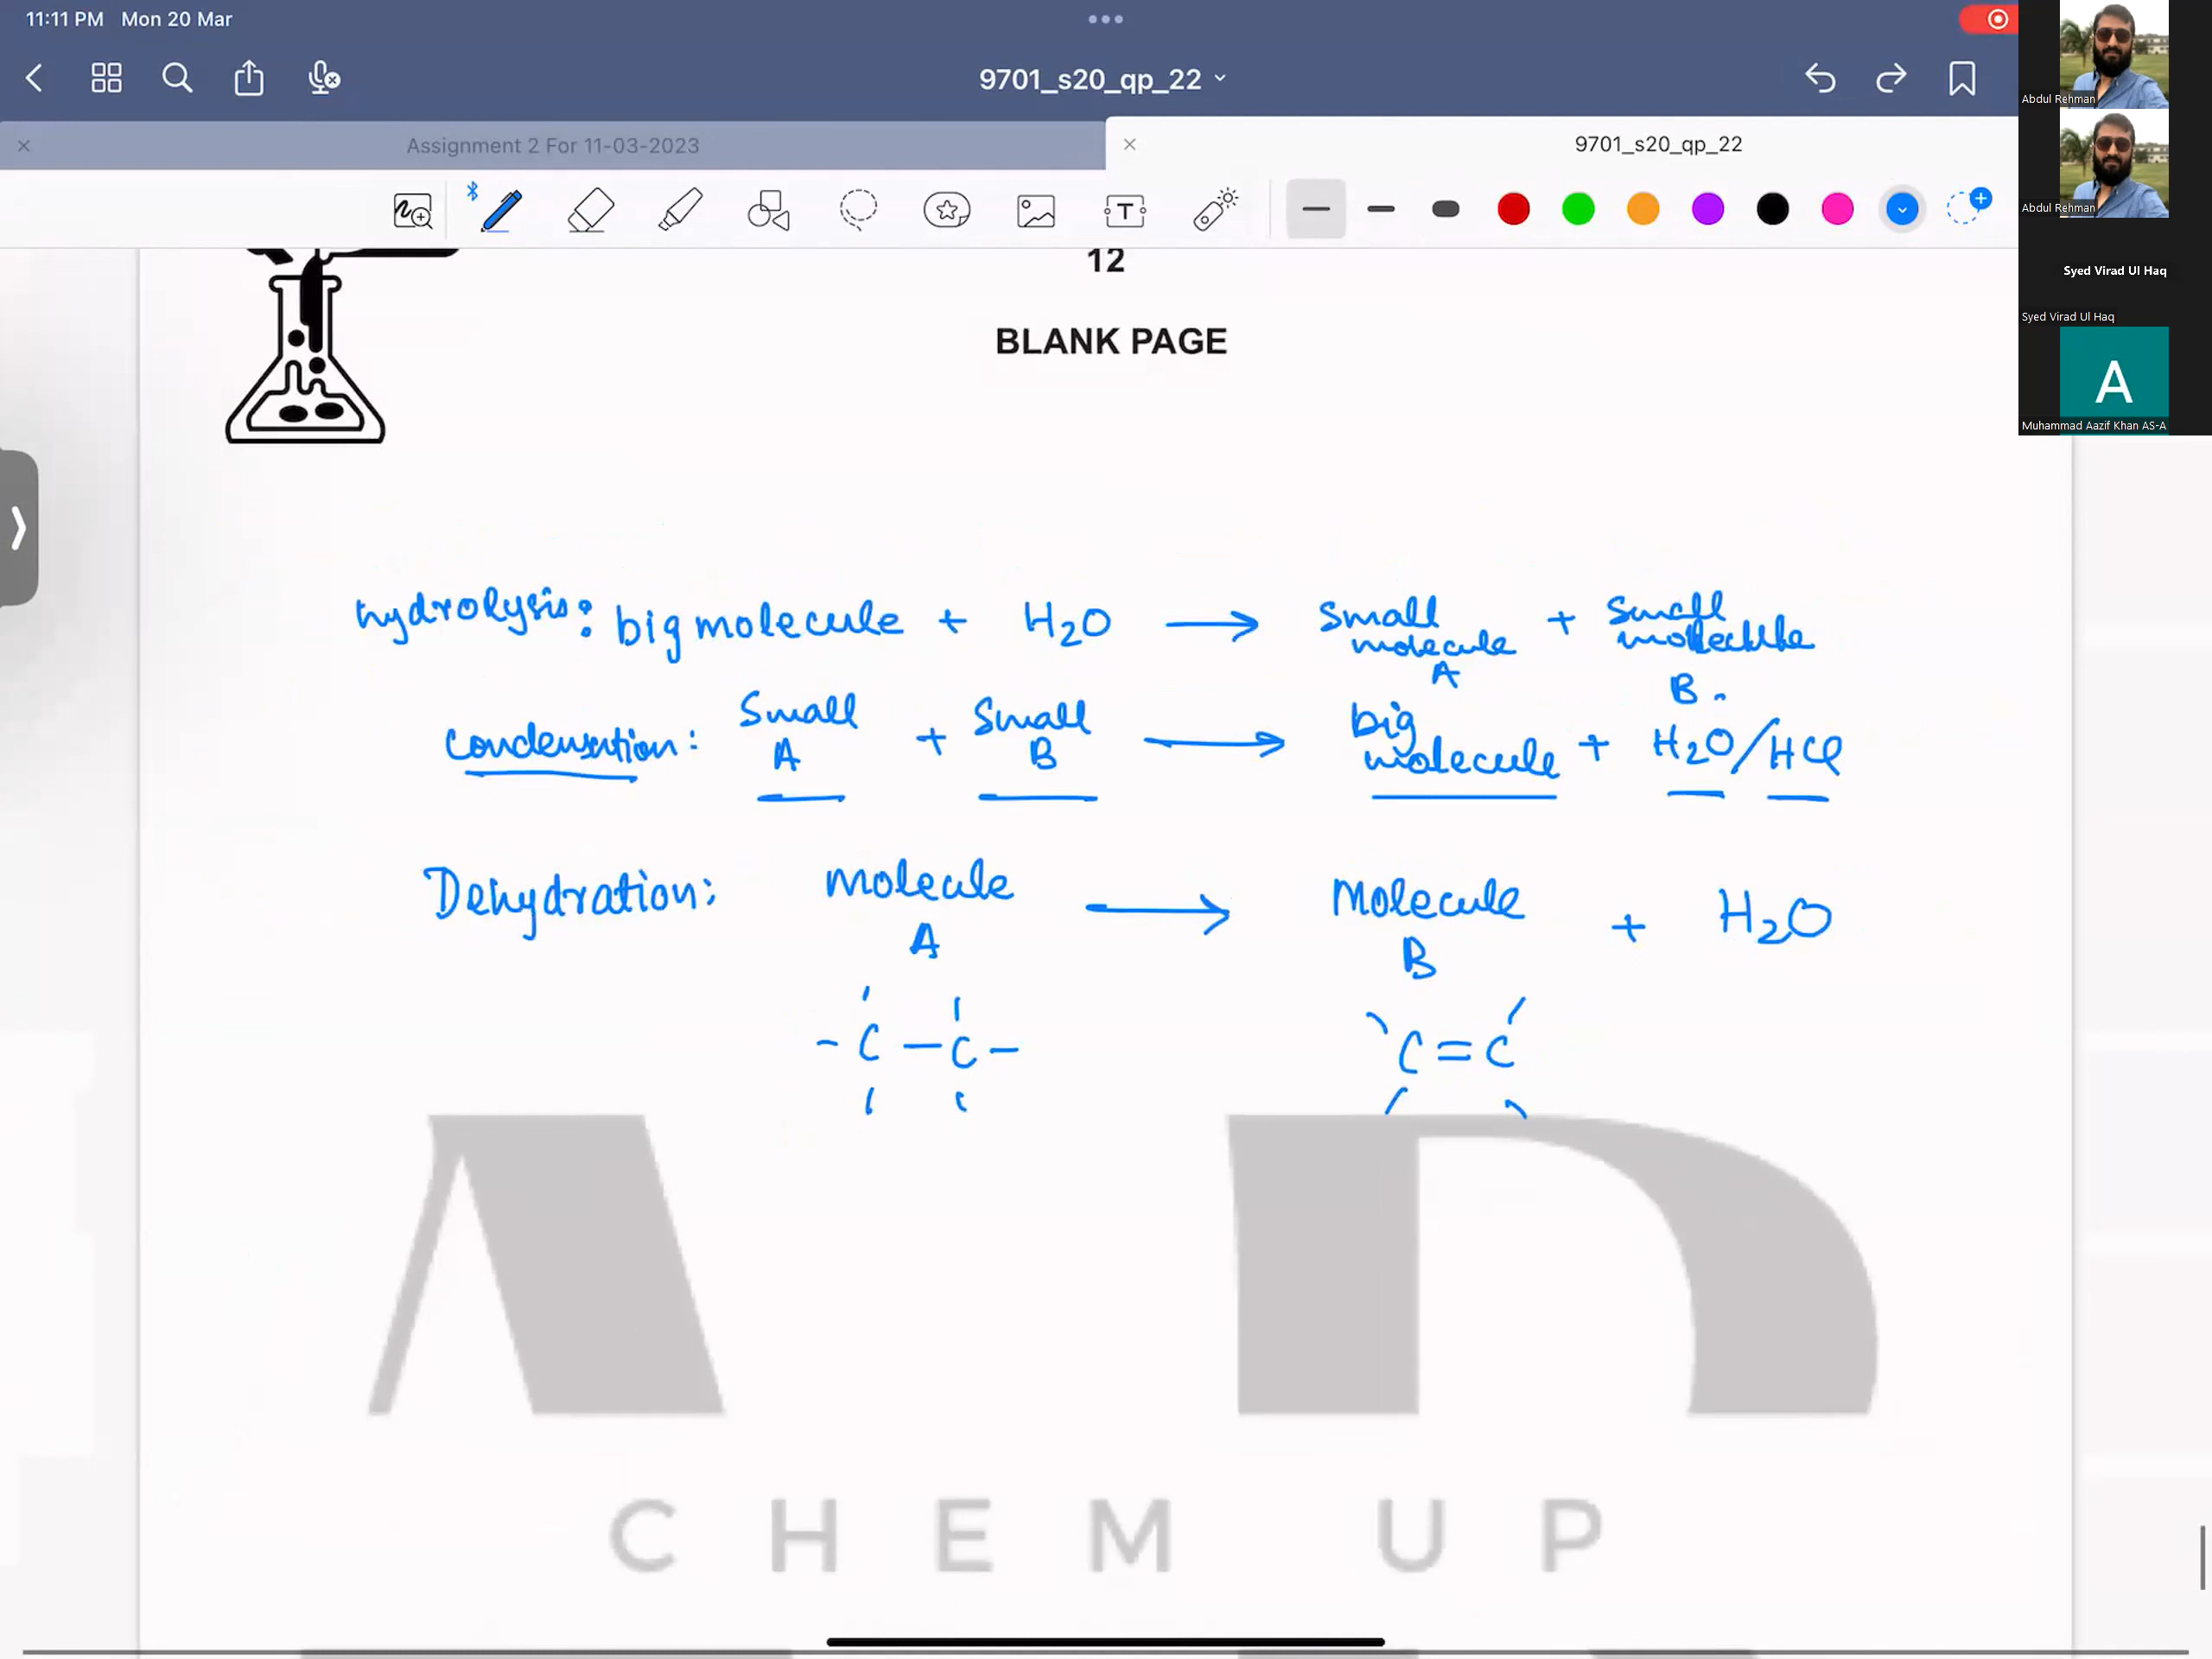 11:11 PM Mon 20 Mar
9701_s20_qp_22
Assignment 2 For 11-03-2023
9701_s20_qp_22
Abdul Rehman
Abdul Rehman
Syed Virad Ul Haq
Syed Virad Ul Haq
A
Muhammad Aazif Khan AS-A
12
BLANK PAGE
hydrolysis: big molecule + H₂O → Small molecule A + Small molecule B.
Condensation: Small A + Small B → big molecule + H₂O/HCl
Dehydration: Molecule A → Molecule B + H₂O
- C - C -
C = C
CHEM UP